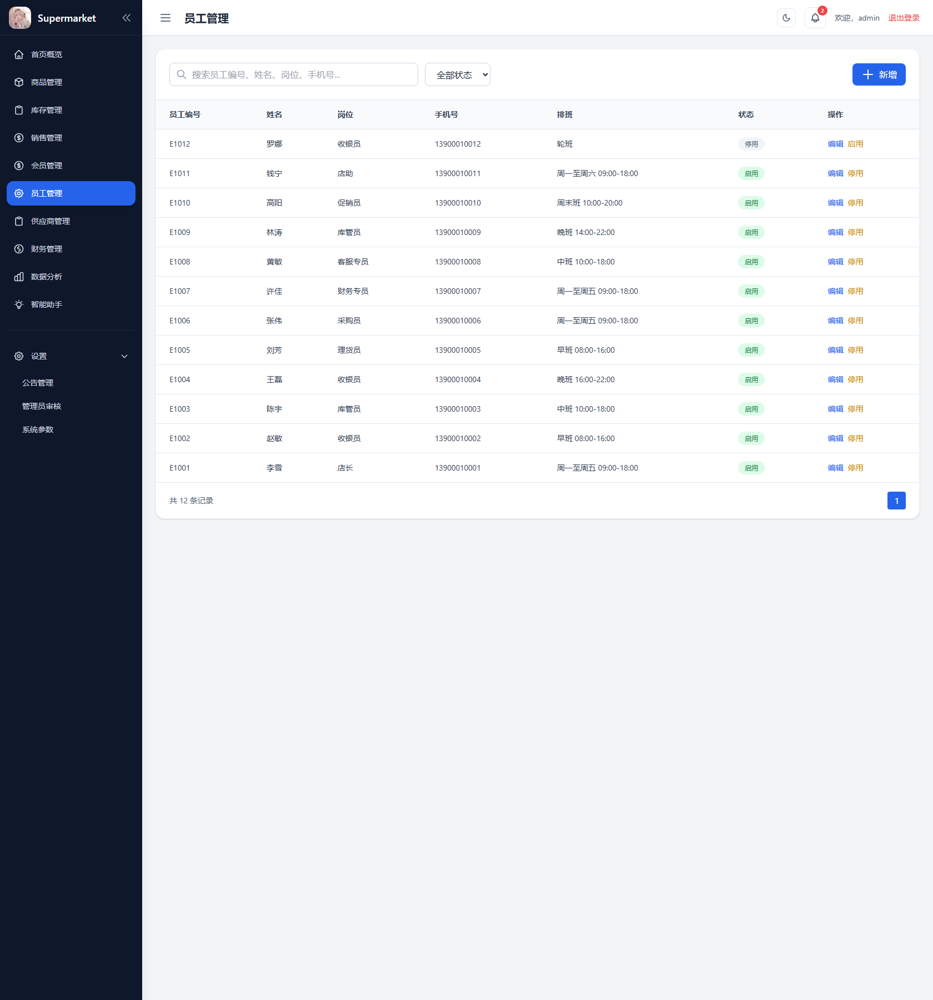 Supermarket
首页概览
商品管理
库存管理
销售管理
会员管理
员工管理
供应商管理
财务管理
数据分析
智能助手
设置
公告管理
管理员审核
系统参数
员工管理
2
欢迎，admin 退出登录
搜索员工编号、姓名、岗位、手机号...
全部状态
新增
员工编号 姓名 岗位 手机号 排班 状态 操作
E1012 罗娜 收银员 13900010012 轮班 停用 编辑 启用
E1011 钱宁 店助 13900010011 周一至周六 09:00-18:00 启用 编辑 停用
E1010 高阳 促销员 13900010010 周末班 10:00-20:00 启用 编辑 停用
E1009 林涛 库管员 13900010009 晚班 14:00-22:00 启用 编辑 停用
E1008 黄敏 客服专员 13900010008 中班 10:00-18:00 启用 编辑 停用
E1007 许佳 财务专员 13900010007 周一至周五 09:00-18:00 启用 编辑 停用
E1006 张伟 采购员 13900010006 周一至周五 09:00-18:00 启用 编辑 停用
E1005 刘芳 理货员 13900010005 早班 08:00-16:00 启用 编辑 停用
E1004 王磊 收银员 13900010004 晚班 16:00-22:00 启用 编辑 停用
E1003 陈宇 库管员 13900010003 中班 10:00-18:00 启用 编辑 停用
E1002 赵敏 收银员 13900010002 早班 08:00-16:00 启用 编辑 停用
E1001 李雪 店长 13900010001 周一至周五 09:00-18:00 启用 编辑 停用
共 12 条记录
1